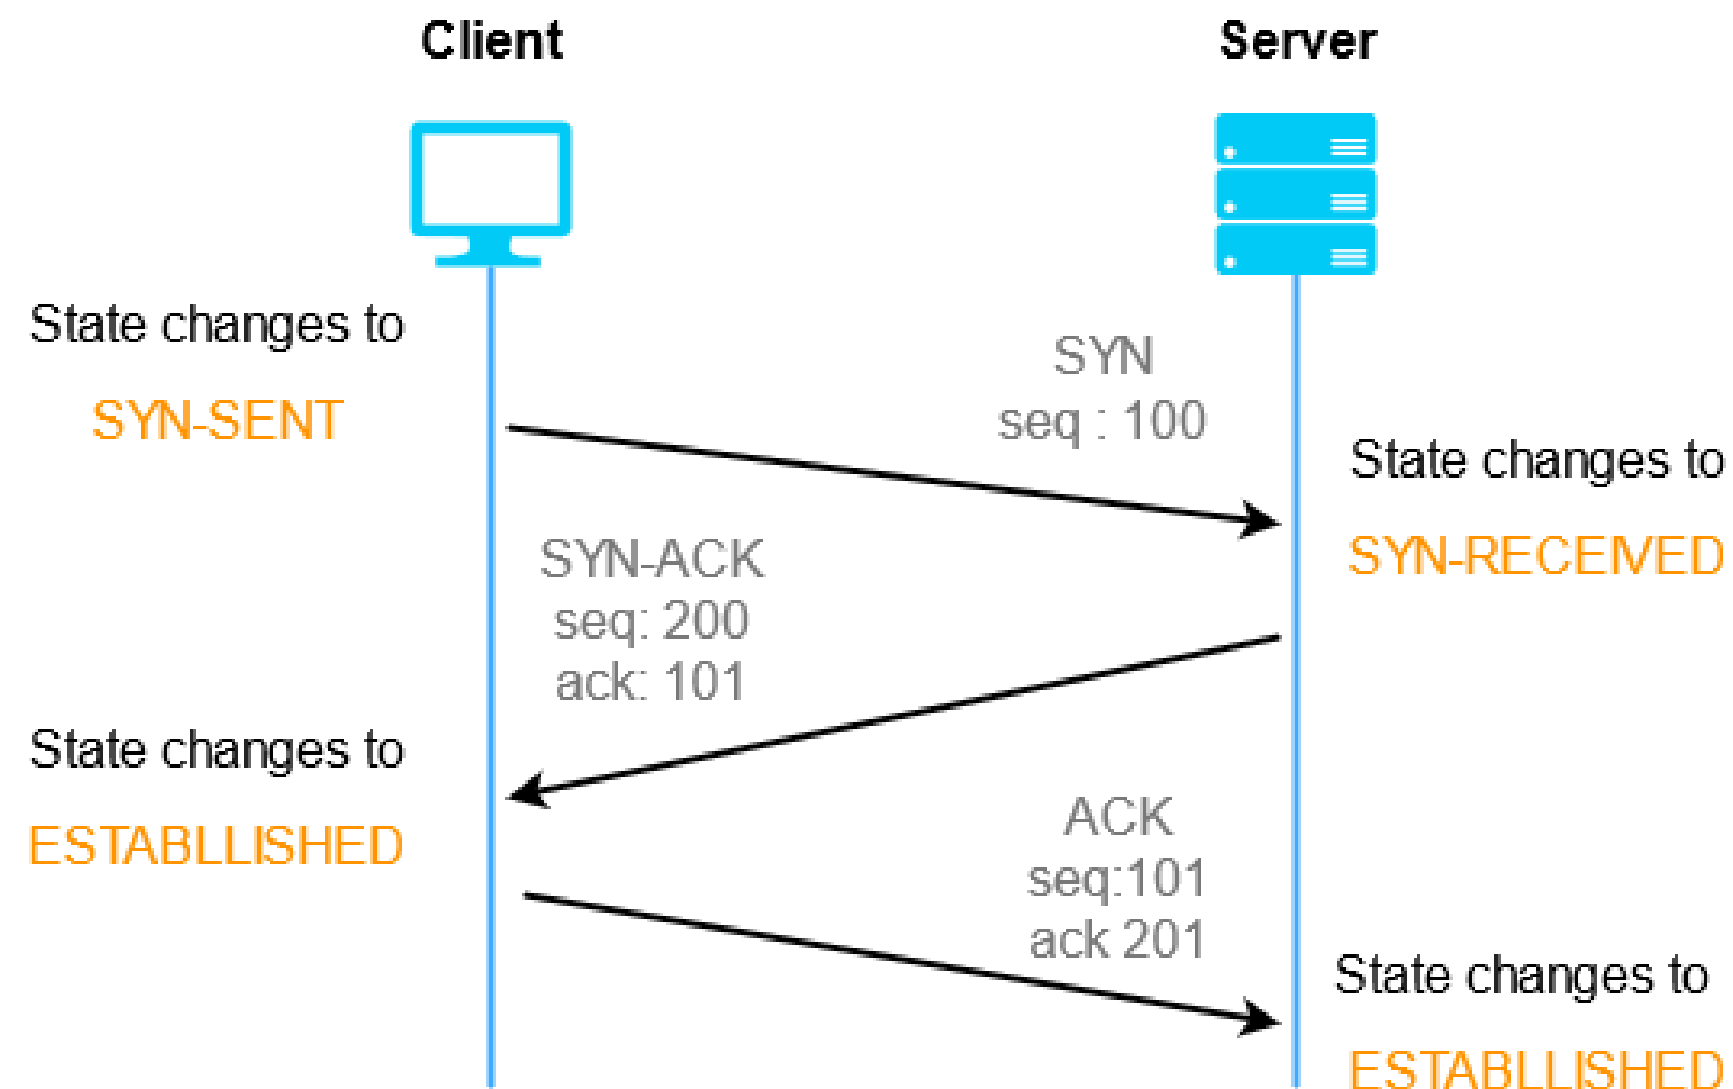 Client
Server
State changes to
SYN-SENT
SYN
seq : 100
State changes to
SYN-RECEIVED
SYN-ACK
seq: 200
ack: 101
State changes to
ESTABLLISHED
ACK
seq:101
ack 201
State changes to
ESTABLLISHED